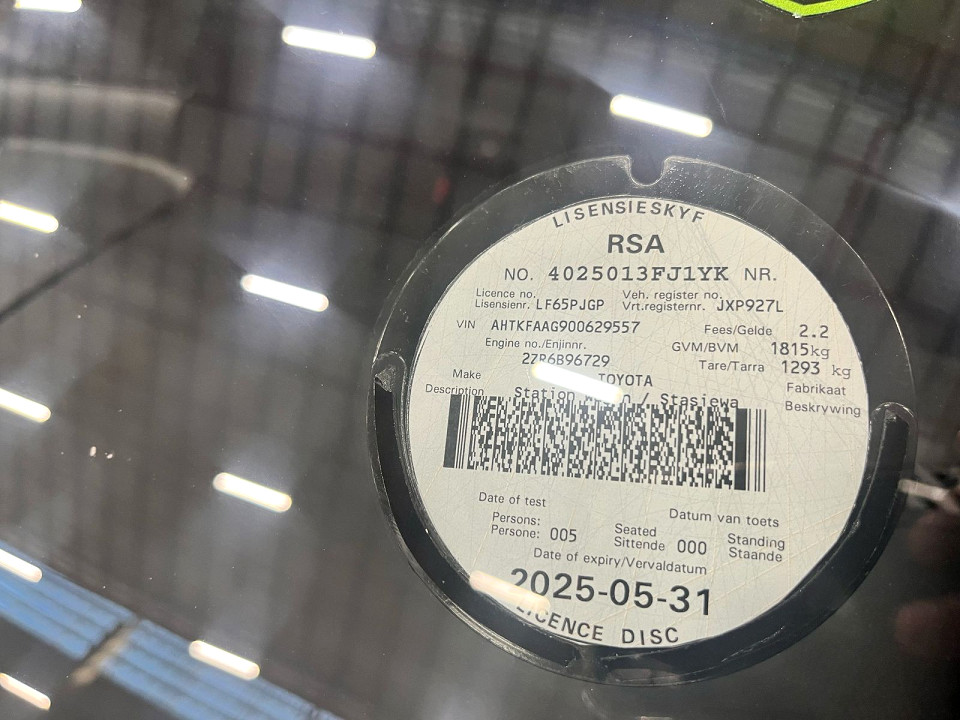 LISENSIESKYF
RSA
NO. 4025013FJ1YK NR.
Licence no. Veh. register no.
Lisensienr. LF65PJGP Vrt.registernr. JXP927L
VIN AHTKFAAG900629557 Fees/Gelde 2.2
Engine no./Enjinnr. GVM/BVM 1815kg
2ZR6B96729 Tare/Tarra 1293 kg
Make TOYOTA Fabrikaat
Description Station / Stasiewa Beskrywing
Date of test Datum van toets
Persons: Seated Standing
Persone: 005 Sittende 000 Staande
Date of expiry/Vervaldatum
2025-05-31
LICENCE DISC